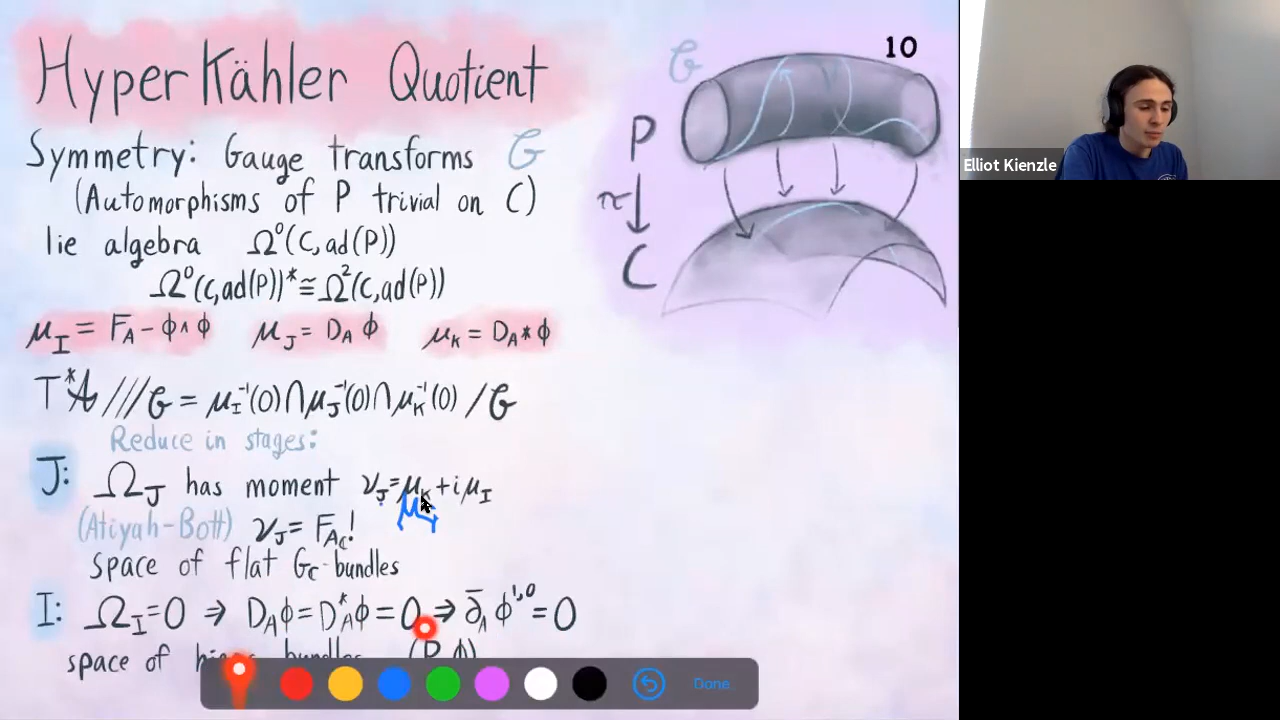 HyperKähler Quotient
Symmetry: Gauge transforms G
(Automorphisms of P trivial on C)
lie algebra Ω⁰(C, ad(P))
Ω⁰(C, ad(P))* ≅ Ω²(C, ad(P))
μ_I = F_A − ϕ∧ϕ μ_J = D_A ϕ μ_K = D_A * ϕ
T*A///G = μ_I⁻¹(0) ∩ μ_J⁻¹(0) ∩ μ_K⁻¹(0) / G
Reduce in stages:
J: Ω_J has moment ν_J = μ_K + iμ_I
μ
(Atiyah-Bott) ν_J = F_{A_C}!
space of flat G_C-bundles
I: Ω_I = 0 ⇒ D_A ϕ = D_A* ϕ = 0 ⇒ ∂̄_A ϕ^{1,0} = 0
space of
(P, ϕ)
G
10
P
π
C
Elliot Kienzle
Done